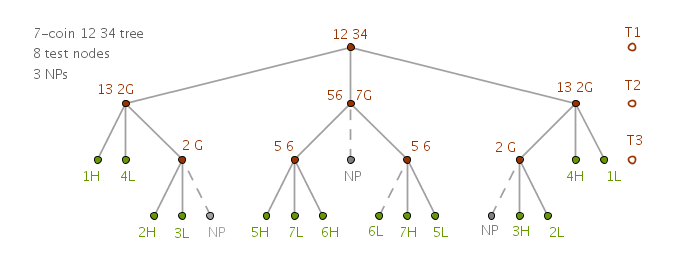 7-coin 12 34 tree
8 test nodes
3 NPs
12 34
T1
13 2G
56 7G
13 2G
T2
2 G
5 6
5 6
2 G
T3
1H 4L NP 4H 1L
2H 3L NP 5H 7L 6H 6L 7H 5L NP 3H 2L